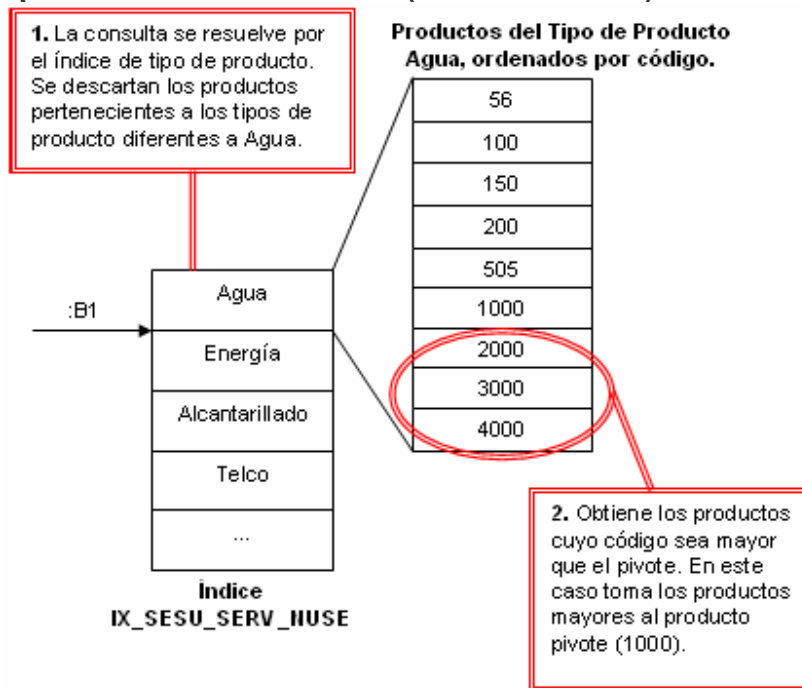 1. La consulta se resuelve por
el índice de tipo de producto.
Se descartan los productos
pertenecientes a los tipos de
producto diferentes a Agua.
Productos del Tipo de Producto
Agua, ordenados por código.
56
100
150
200
505
1000
2000
3000
4000
:B1
Agua
Energía
Alcantarillado
Telco
...
Índice
IX_SESU_SERV_NUSE
2. Obtiene los productos
cuyo código sea mayor
que el pivote. En este
caso toma los productos
mayores al producto
pivote (1000).